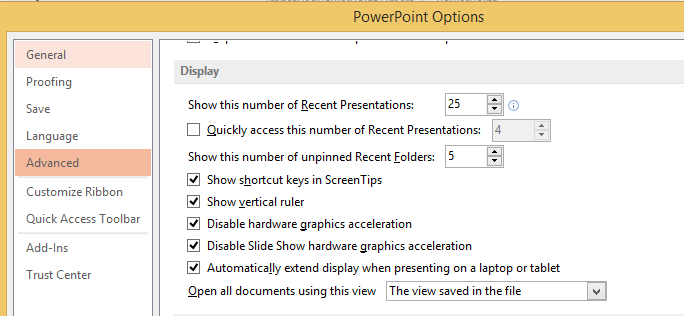 PowerPoint Options
General
Proofing
Save
Language
Advanced
Customize Ribbon
Quick Access Toolbar
Add-Ins
Trust Center
Display
Show this number of Recent Presentations: 25
Quickly access this number of Recent Presentations: 4
Show this number of unpinned Recent Folders: 5
Show shortcut keys in ScreenTips
Show vertical ruler
Disable hardware graphics acceleration
Disable Slide Show hardware graphics acceleration
Automatically extend display when presenting on a laptop or tablet
Open all documents using this view The view saved in the file